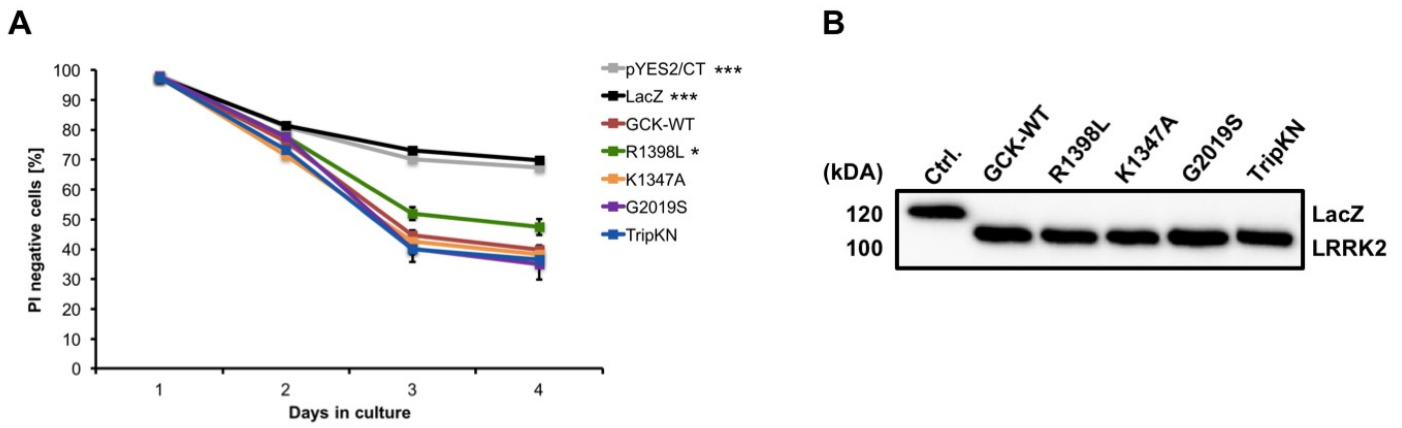 A
PI negative cells [%]
100
90
80
70
60
50
40
30
20
10
0
1 2 3 4
Days in culture
pYES2/CT ***
LacZ ***
GCK-WT
R1398L *
K1347A
G2019S
TripKN
B
(kDA) Ctrl. GCK-WT R1398L K1347A G2019S TripKN
120 LacZ
100 LRRK2